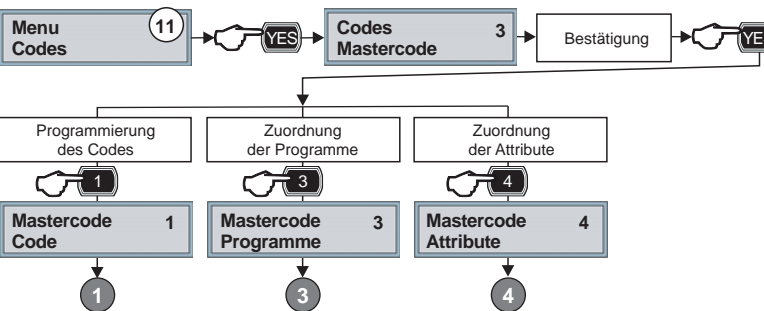 Menu 11
Codes
YES
Codes 3
Mastercode
Bestätigung
YE
Programmierung
des Codes
Zuordnung
der Programme
Zuordnung
der Attribute
1
3
4
Mastercode 1
Code
Mastercode 3
Programme
Mastercode 4
Attribute
1
3
4